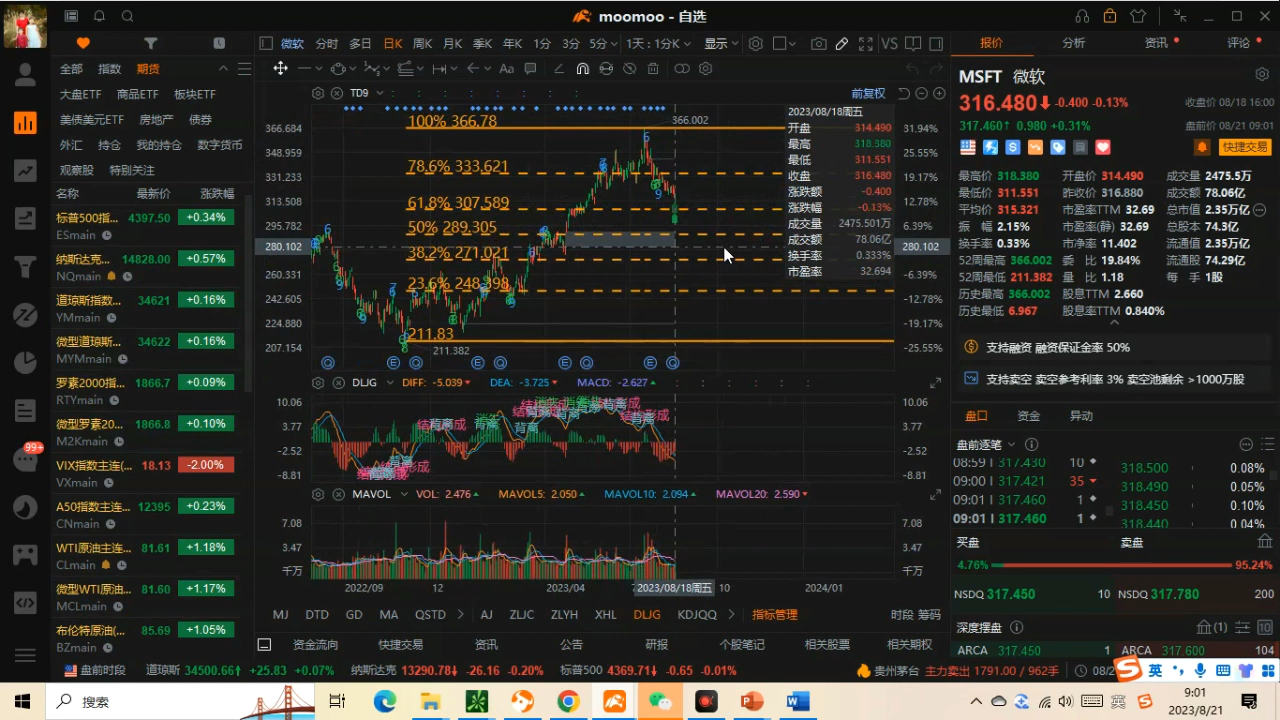 moomoo - 自选
微软 分时 多日 日K 周K 月K 季K 年K 1分 3分 5分 1天：1分K 显示 VS
报价 分析 资讯 评论
全部 指数 期货
大盘ETF 商品ETF 板块ETF
美债美元ETF 房地产 债券
外汇 持仓 我的持仓 数字货币
观察股 特别关注
名称 最新价 涨跌幅
标普500指... 4397.50 +0.34%
ESmain
纳斯达克... 14828.00 +0.57%
NQmain
道琼斯指数... 34621 +0.16%
YMmain
微型道琼斯... 34622 +0.16%
MYMmain
罗素2000指... 1866.7 +0.09%
RTYmain
微型罗素20... 1866.8 +0.10%
M2Kmain
VIX指数主连(... 18.13 -2.00%
VXmain
A50指数主连... 12395 +0.23%
CNmain
WTI原油主连... 81.61 +1.18%
CLmain
微型WTI原油... 81.60 +1.17%
MCLmain
布伦特原油(... 85.69 +1.05%
BZmain
99+
Aa
TD9
前复权
366.684
348.959
331.233
313.508
295.782
280.102
260.331
242.605
224.880
207.154
100% 366.78
78.6% 333.621
61.8% 307.589
50% 289.305
38.2% 271.021
23.6% 248.398
211.83
211.382
366.002
31.94%
25.55%
19.17%
12.78%
6.39%
280.102
-6.39%
-12.78%
-19.17%
-25.55%
2023/08/18周五
开盘 314.490
最高 318.380
最低 311.551
收盘 316.480
涨跌额 -0.400
涨跌幅 -0.13%
成交量 2475.501万
成交额 78.06亿
换手率 0.333%
市盈率 32.694
DLJG DIFF: -5.039 DEA: -3.725 MACD: -2.627
10.06
3.77
-2.52
-8.81
10.06
3.77
-2.52
-8.81
MAVOL VOL: 2.476 MAVOL5: 2.050 MAVOL10: 2.094 MAVOL20: 2.590
7.08
3.47
千万
7.08
3.47
千万
2022/09 12 2023/04 2023/08/18周五 10 2024/01
MJ DTD GD MA QSTD AJ ZLJC ZLYH XHL DLJG KDJQQ 指标管理 时段 筹码
资金流向 快捷交易 资讯 公告 研报 个股笔记 相关股票 相关期权
MSFT 微软
316.480 -0.400 -0.13% 收盘价 08/18 16:00
317.460 0.980 +0.31% 盘前价 08/21 09:01
快捷交易
最高价 318.380 开盘价 314.490 成交量 2475.5万
最低价 311.551 昨收价 316.880 成交额 78.06亿
平均价 315.321 市盈率TTM 32.69 总市值 2.35万亿
振 幅 2.15% 市盈率(静) 32.69 总股本 74.3亿
换手率 0.33% 市净率 11.402 流通值 2.35万亿
52周最高 366.002 委 比 19.84% 流通股 74.29亿
52周最低 211.382 量 比 1.18 每 手 1股
历史最高 366.002 股息TTM 2.660
历史最低 6.967 股息率TTM 0.840%
支持融资 融资保证金率 50%
支持卖空 卖空参考利率 3% 卖空池剩余 >1000万股
盘口 资金 异动
盘前逐笔
08:59 317.430 10
09:00 317.421 35
09:01 317.460 1
09:01 317.460 1
318.500 0.08%
318.490 0.05%
318.450 0.10%
318.440 0.04%
买盘 卖盘
4.76% 95.24%
NSDQ 317.450 10 NSDQ 317.780 200
深度摆盘 (1) 10
ARCA 317.450 1 ARCA 317.600 104
盘前时段 道琼斯 34500.66 +25.83 +0.07% 纳斯达克 13290.78 -26.16 -0.20% 标普500 4369.71 -0.65 -0.01% 贵州茅台 主力卖出 1791.00 / 962手 08/2
英
搜索
9:01
2023/8/21